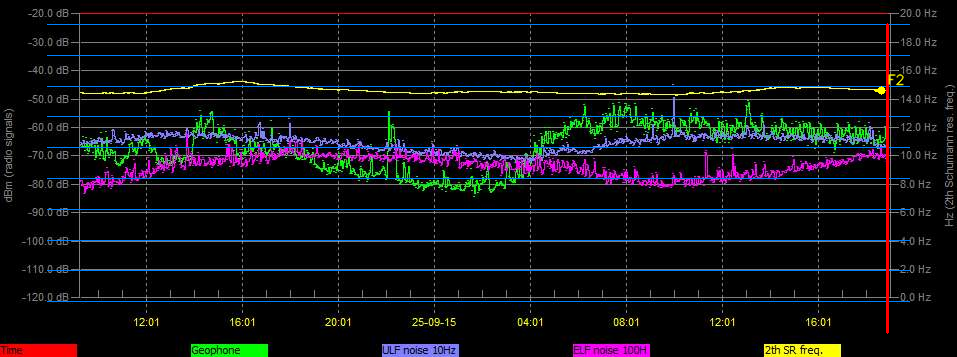 -20.0 dB 20.0 Hz
-30.0 dB 18.0 Hz
-40.0 dB 16.0 Hz
F2
-50.0 dB 14.0 Hz
-60.0 dB 12.0 Hz
-70.0 dB 10.0 Hz
-80.0 dB 8.0 Hz
-90.0 dB 6.0 Hz
-100.0 dB 4.0 Hz
-110.0 dB 2.0 Hz
-120.0 dB 0.0 Hz
dBm (radio signals)
Hz (2th Schumann res. freq.)
12:01 16:01 20:01 25-09-15 04:01 08:01 12:01 16:01
Time Geophone ULF noise 10Hz ELF noise 100H 2th SR freq.